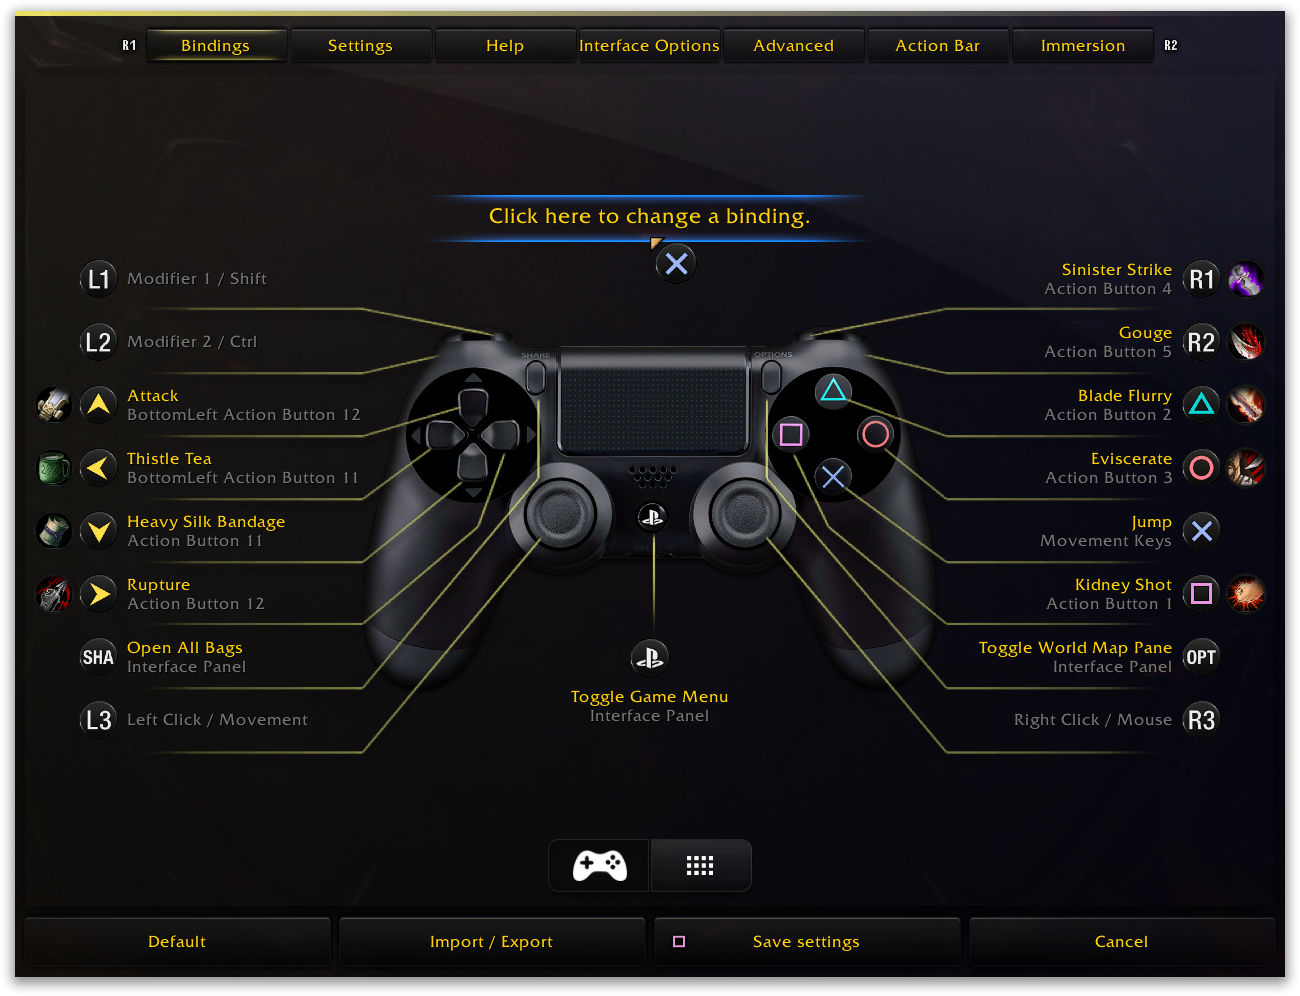 R1
Bindings
Settings
Help
Interface Options
Advanced
Action Bar
Immersion
R2
Click here to change a binding.
L1
Modifier 1 / Shift
L2
Modifier 2 / Ctrl
Attack
BottomLeft Action Button 12
Thistle Tea
BottomLeft Action Button 11
Heavy Silk Bandage
Action Button 11
Rupture
Action Button 12
SHA
Open All Bags
Interface Panel
L3
Left Click / Movement
SHARE
OPTIONS
Toggle Game Menu
Interface Panel
Sinister Strike
Action Button 4
R1
Gouge
Action Button 5
R2
Blade Flurry
Action Button 2
Eviscerate
Action Button 3
Jump
Movement Keys
Kidney Shot
Action Button 1
Toggle World Map Pane
Interface Panel
OPT
Right Click / Mouse
R3
Default
Import / Export
Save settings
Cancel